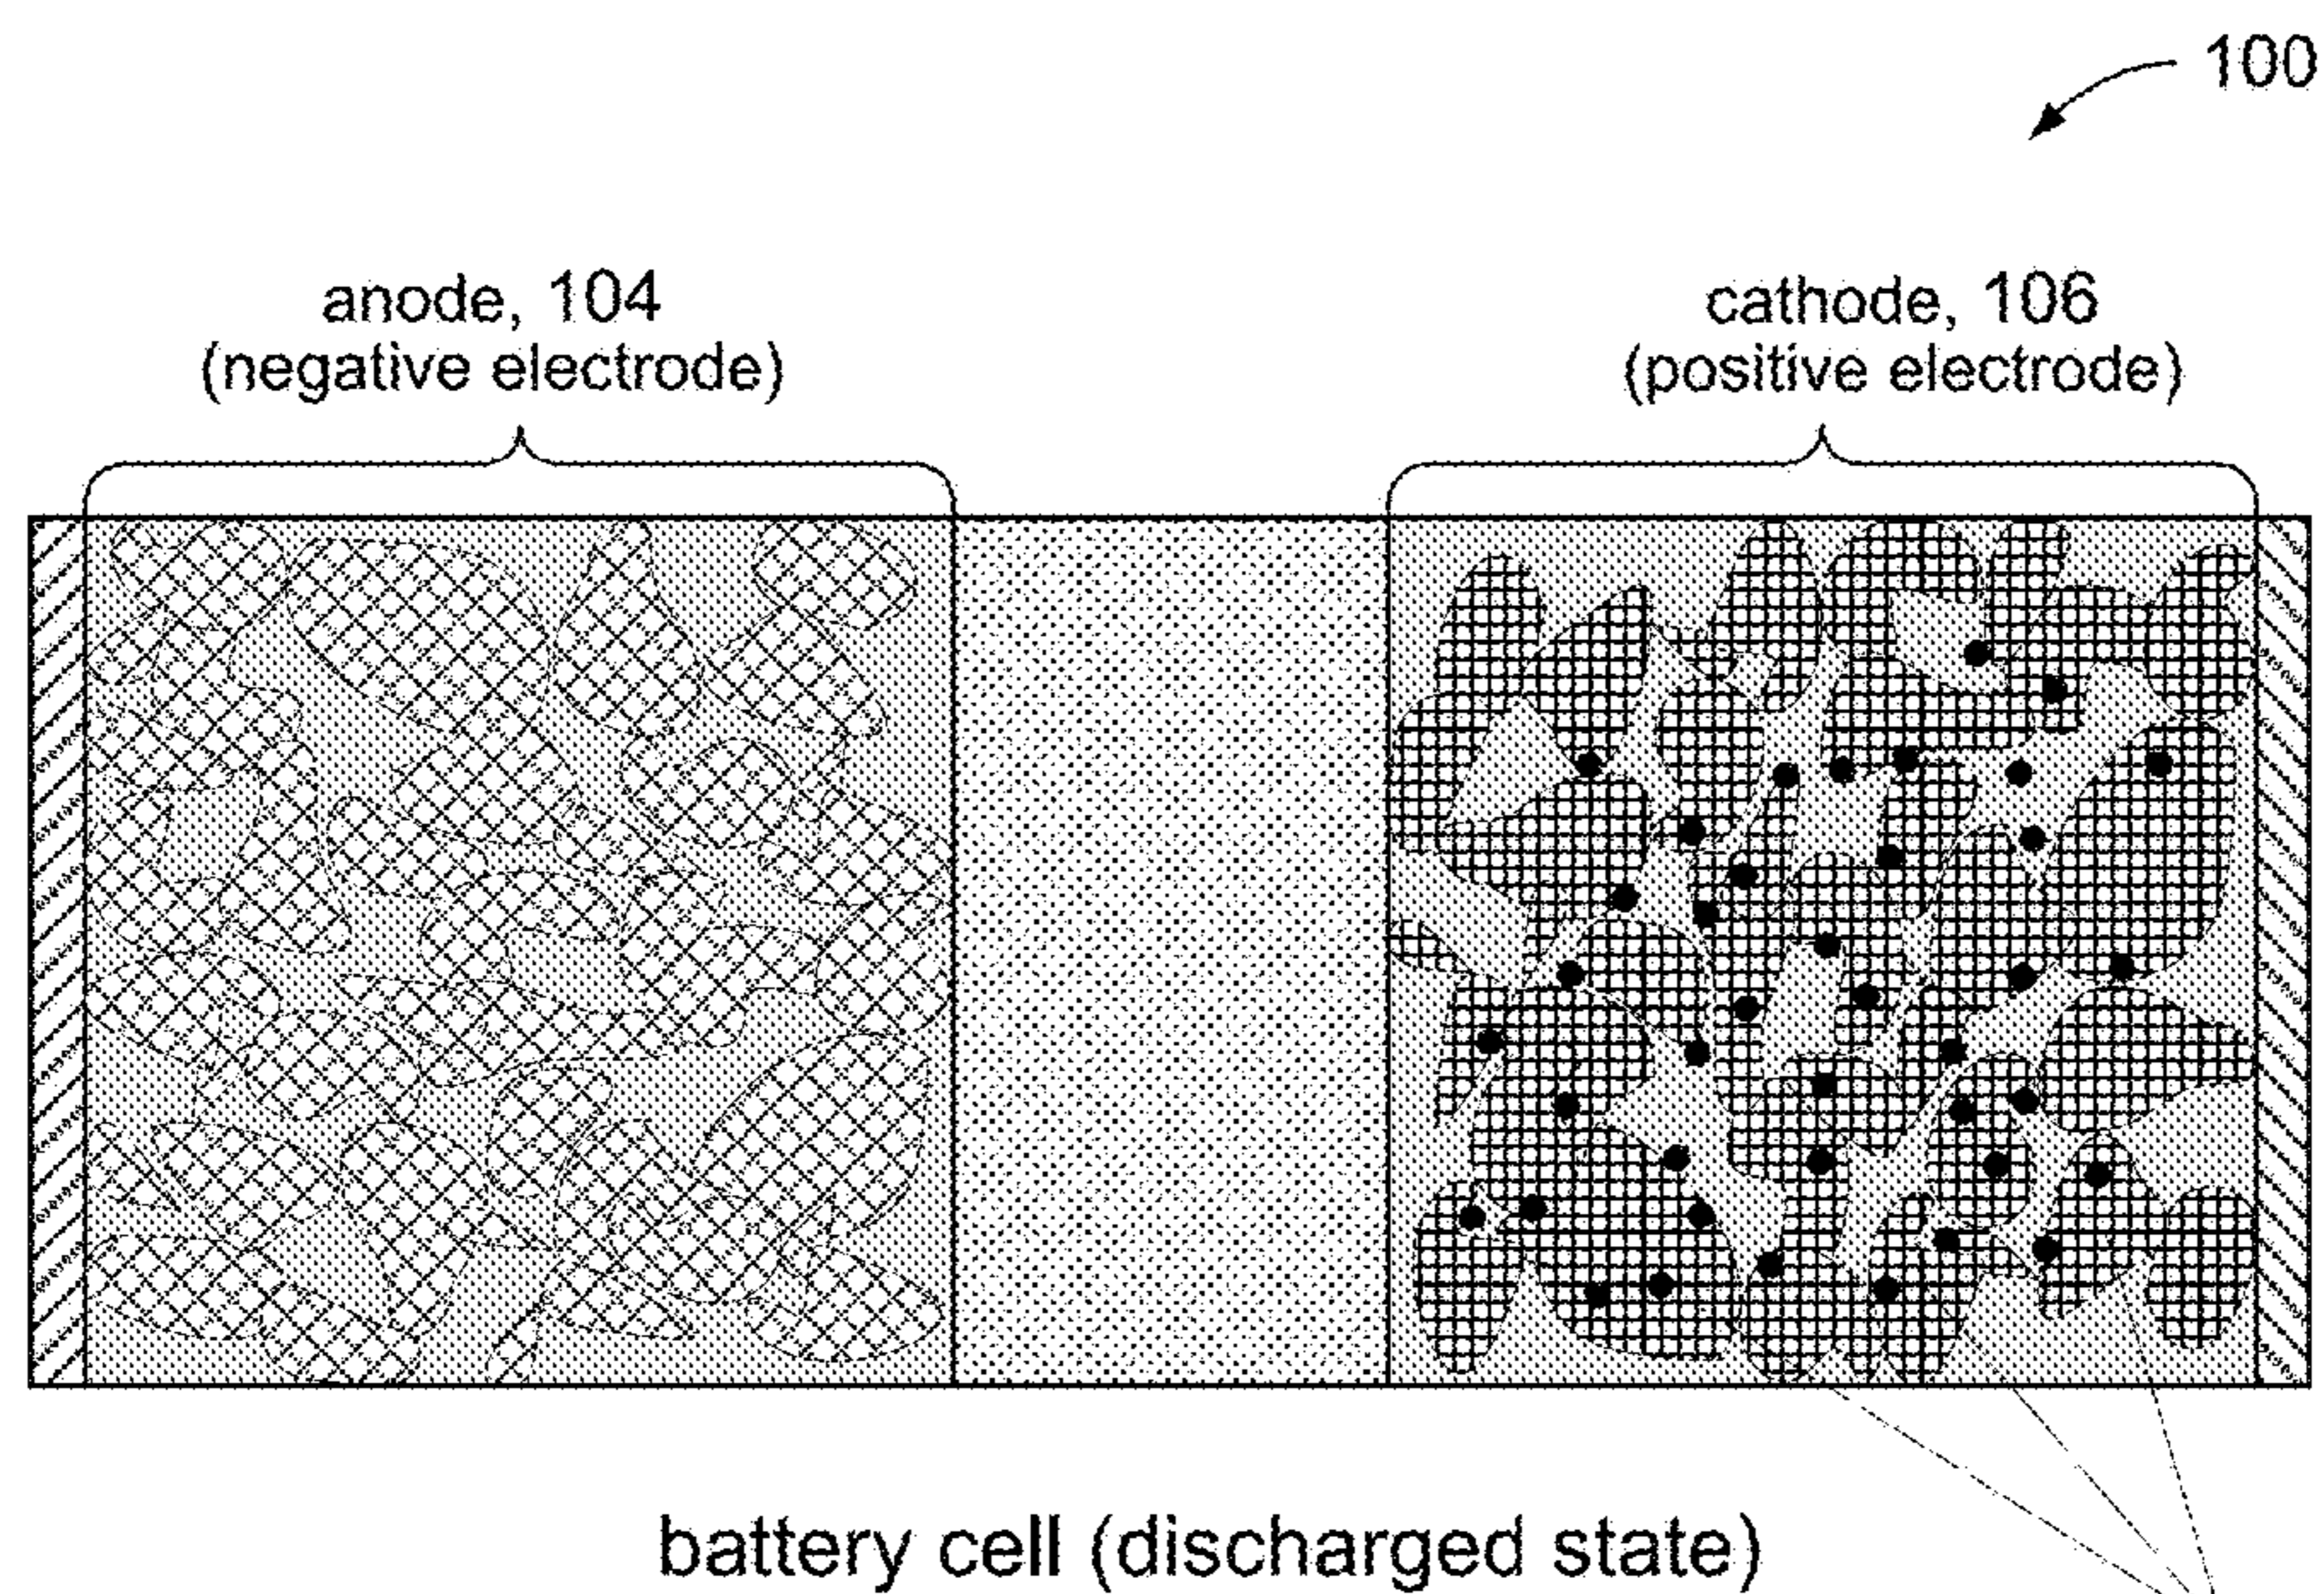 100
anode, 104
(negative electrode)
cathode, 106
(positive electrode)
battery cell (discharged state)